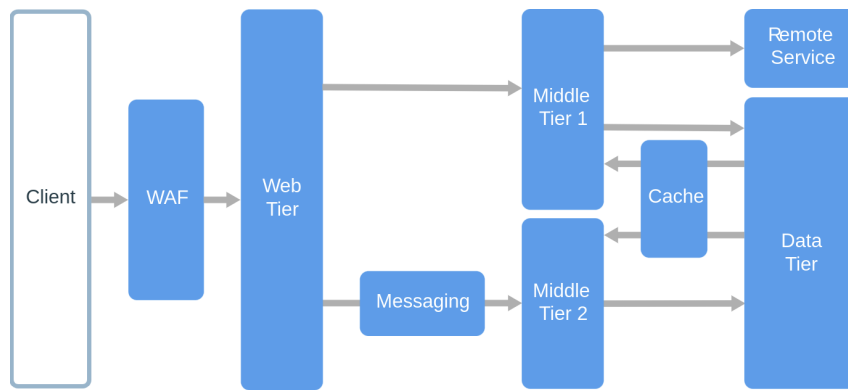 Client
WAF
Web
Tier
Messaging
Middle
Tier 1
Middle
Tier 2
Cache
Remote
Service
Data
Tier